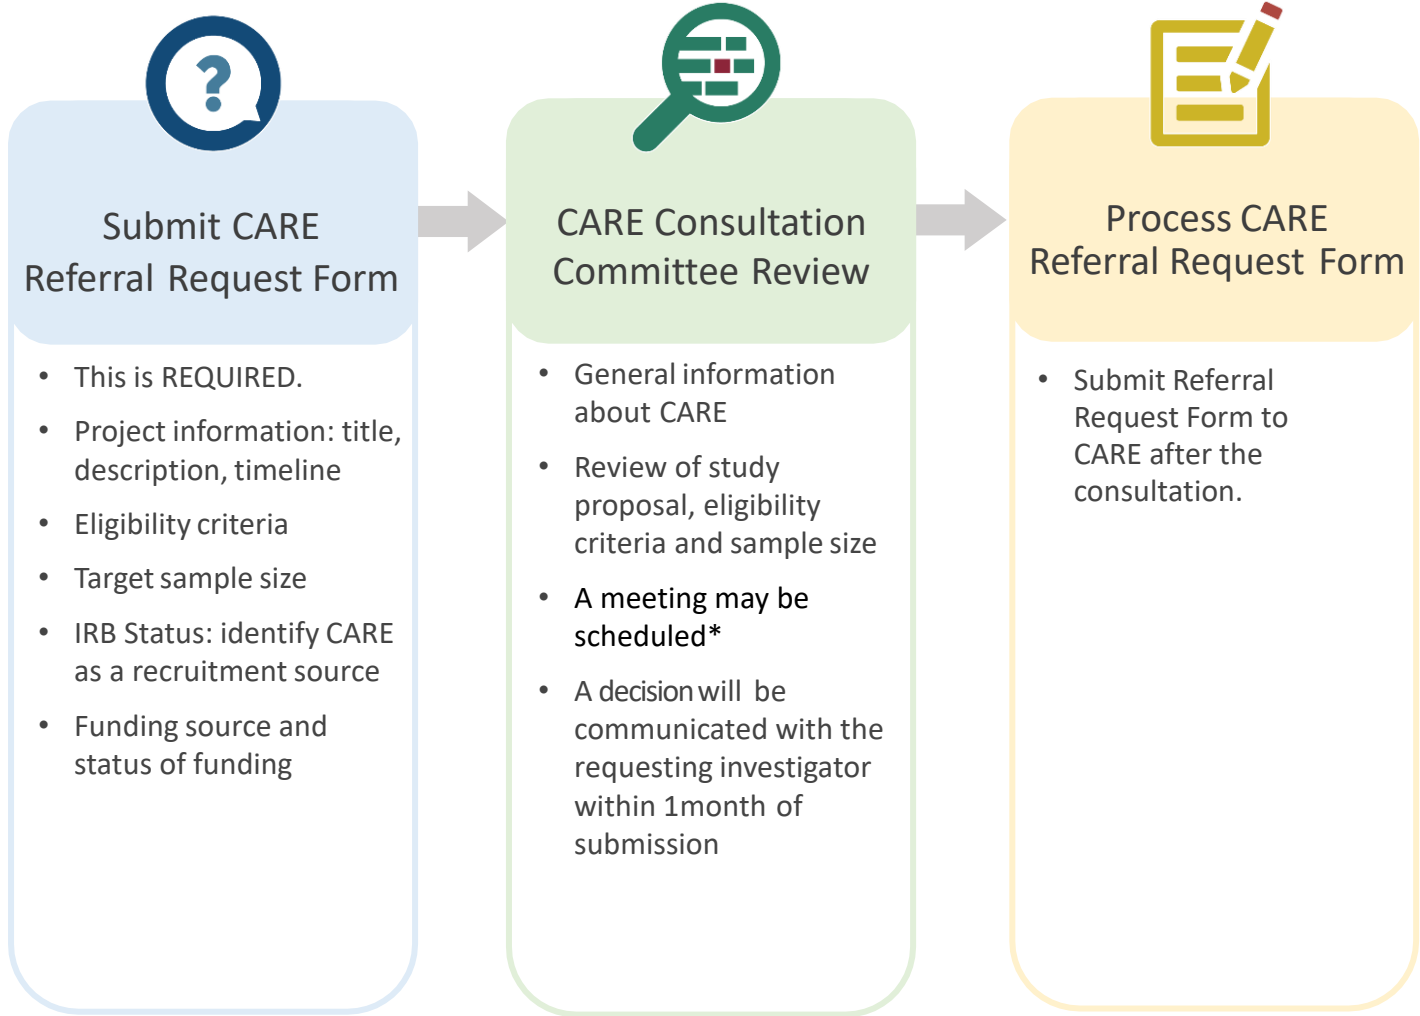 Submit CARE
Referral Request Form
• This is REQUIRED.
• Project information: title,
description, timeline
• Eligibility criteria
• Target sample size
• IRB Status: identify CARE
as a recruitment source
• Funding source and
status of funding
CARE Consultation
Committee Review
• General information
about CARE
• Review of study
proposal, eligibility
criteria and sample size
• A meeting may be
scheduled*
• A decision will be
communicated with the
requesting investigator
within 1month of
submission
Process CARE
Referral Request Form
• Submit Referral
Request Form to
CARE after the
consultation.